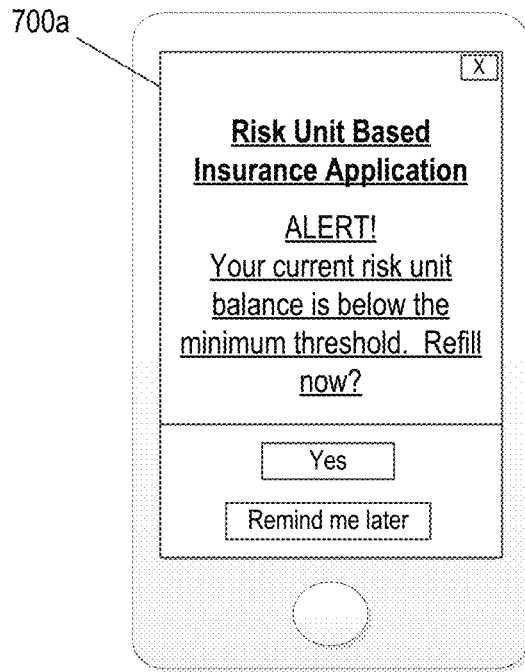 700a
X
Risk Unit Based
Insurance Application
ALERT!
Your current risk unit
balance is below the
minimum threshold. Refill
now?
Yes
Remind me later